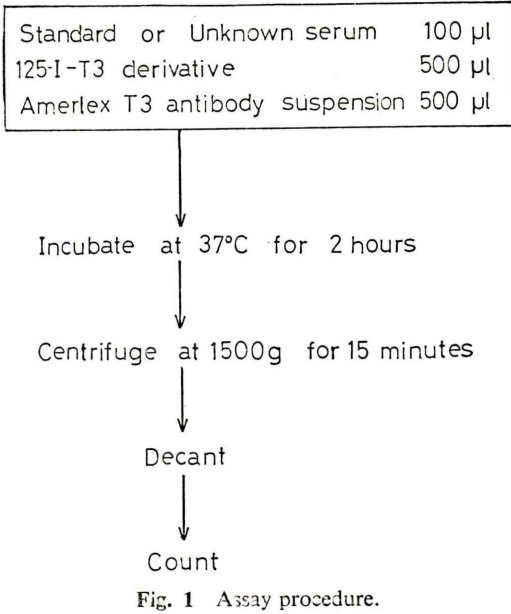 Standard or Unknown serum 100 µl
125-I-T3 derivative 500 µl
Amerlex T3 antibody suspension 500 µl
Incubate at 37°C for 2 hours
Centrifuge at 1500g for 15 minutes
Decant
Count
Fig. 1 Assay procedure.